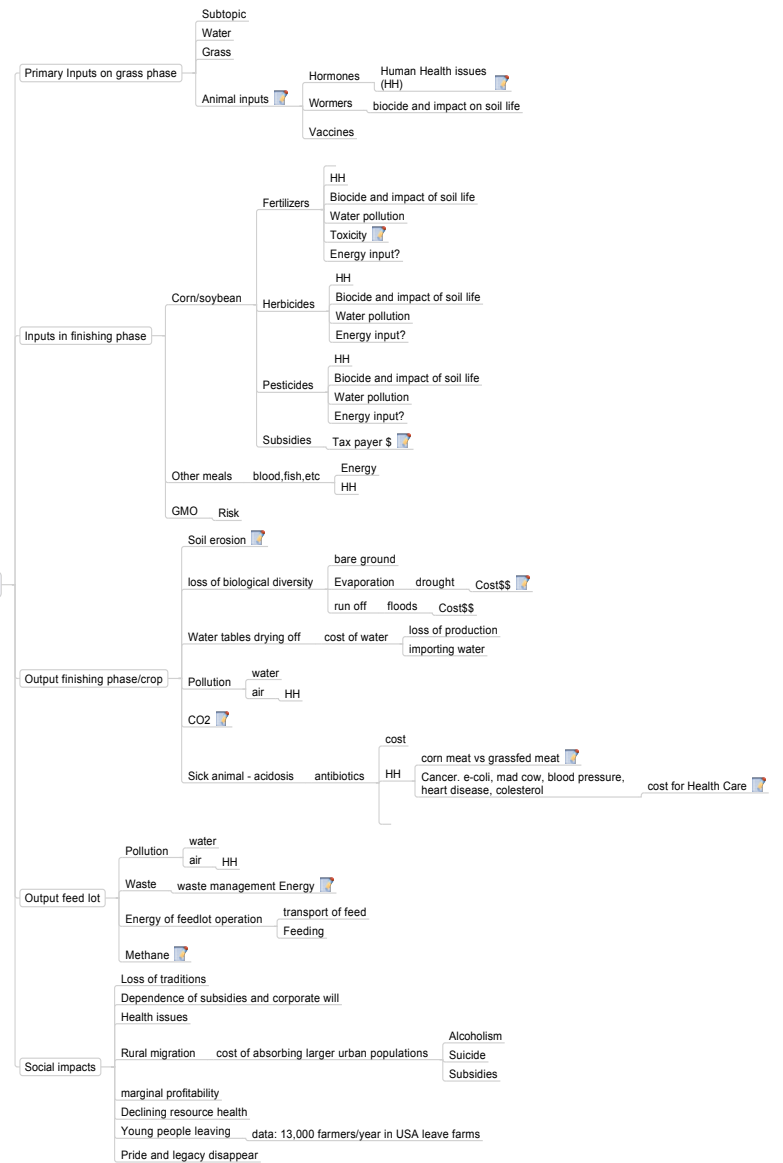 Subtopic
Water
Grass
Primary Inputs on grass phase
Animal inputs
Hormones
Human Health issues
(HH)
Wormers
biocide and impact on soil life
Vaccines
Inputs in finishing phase
Corn/soybean
Fertilizers
HH
Biocide and impact of soil life
Water pollution
Toxicity
Energy input?
Herbicides
HH
Biocide and impact of soil life
Water pollution
Energy input?
Pesticides
HH
Biocide and impact of soil life
Water pollution
Energy input?
Subsidies
Tax payer $
Other meals
blood,fish,etc
Energy
HH
GMO
Risk
Output finishing phase/crop
Soil erosion
loss of biological diversity
bare ground
Evaporation
drought
Cost$$
run off
floods
Cost$$
Water tables drying off
cost of water
loss of production
importing water
Pollution
water
air
HH
CO2
Sick animal - acidosis
antibiotics
cost
HH
corn meat vs grassfed meat
Cancer. e-coli, mad cow, blood pressure,
heart disease, colesterol
cost for Health Care
Output feed lot
Pollution
water
air
HH
Waste
waste management Energy
Energy of feedlot operation
transport of feed
Feeding
Methane
Social impacts
Loss of traditions
Dependence of subsidies and corporate will
Health issues
Rural migration
cost of absorbing larger urban populations
Alcoholism
Suicide
Subsidies
marginal profitability
Declining resource health
Young people leaving
data: 13,000 farmers/year in USA leave farms
Pride and legacy disappear